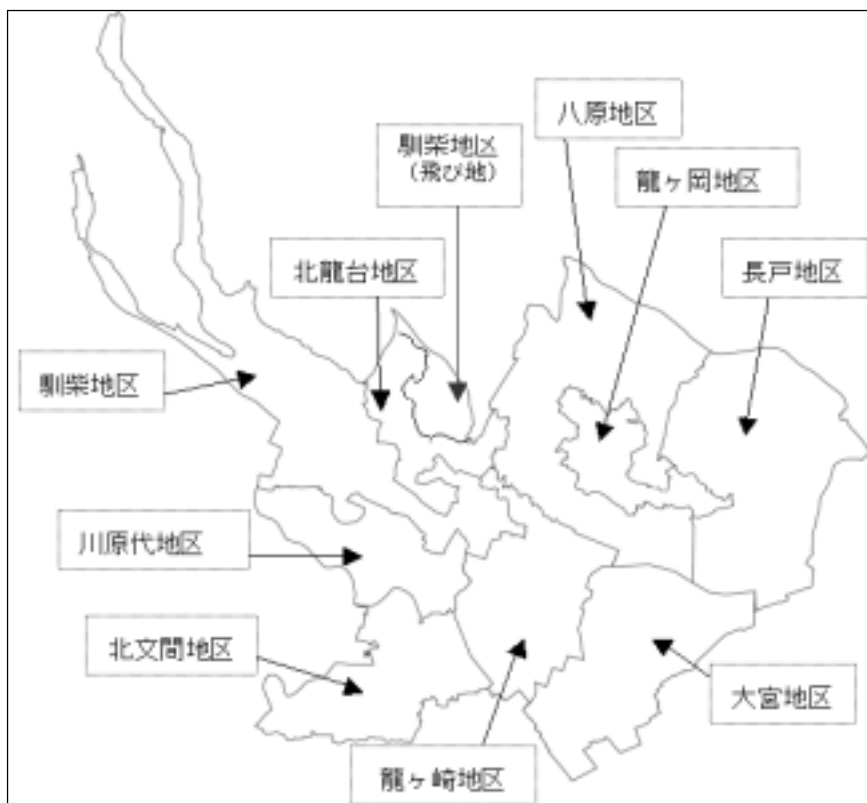 八原地区
馴柴地区
(飛び地)
龍ヶ岡地区
北龍台地区
長戸地区
馴柴地区
川原代地区
北文間地区
大宮地区
龍ヶ崎地区